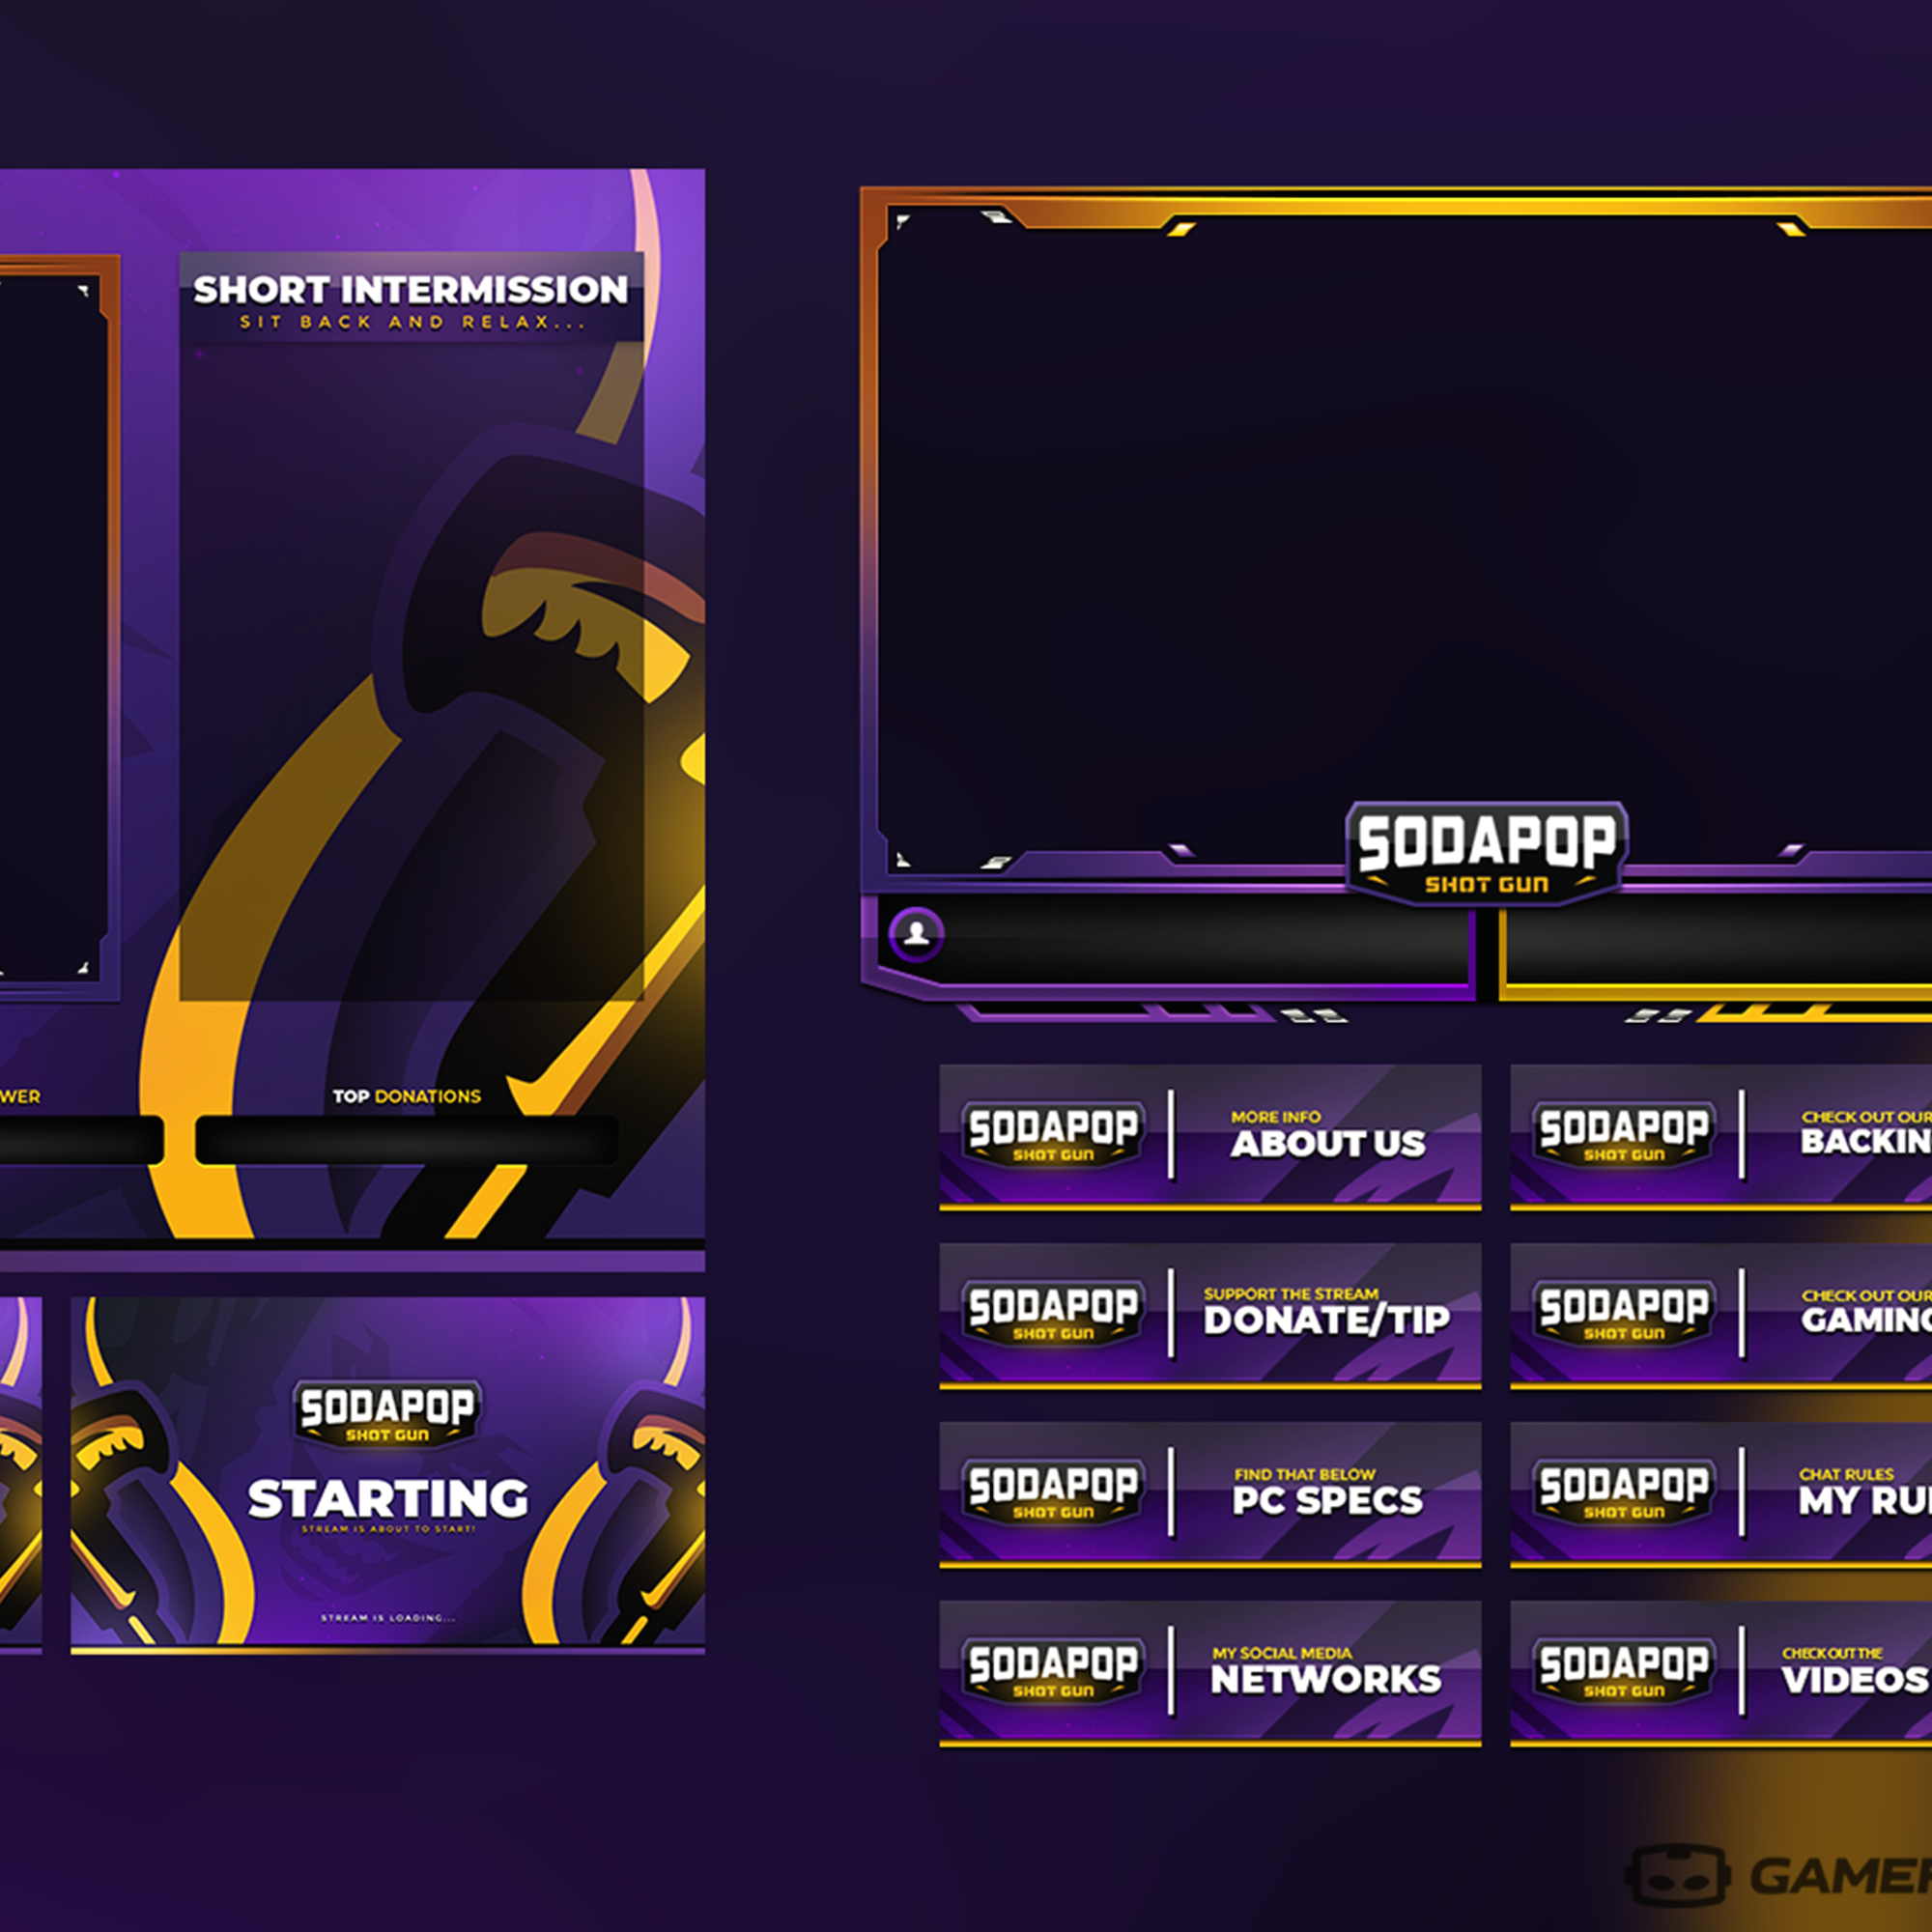 SHORT INTERMISSION
SIT BACK AND RELAX...
WER
TOP DONATIONS
SODAPOP
SHOT GUN
STARTING
STREAM IS ABOUT TO START!
STREAM IS LOADING...
SODAPOP
SHOT GUN
SODAPOP
SHOT GUN
MORE INFO
ABOUT US
SODAPOP
SHOT GUN
CHECK OUT OUR
BACKIN
SODAPOP
SHOT GUN
SUPPORT THE STREAM
DONATE/TIP
SODAPOP
SHOT GUN
CHECK OUT OUR
GAMING
SODAPOP
SHOT GUN
FIND THAT BELOW
PC SPECS
SODAPOP
SHOT GUN
CHAT RULES
MY RU
SODAPOP
SHOT GUN
MY SOCIAL MEDIA
NETWORKS
SODAPOP
SHOT GUN
CHECK OUT THE
VIDEOS
GAMER